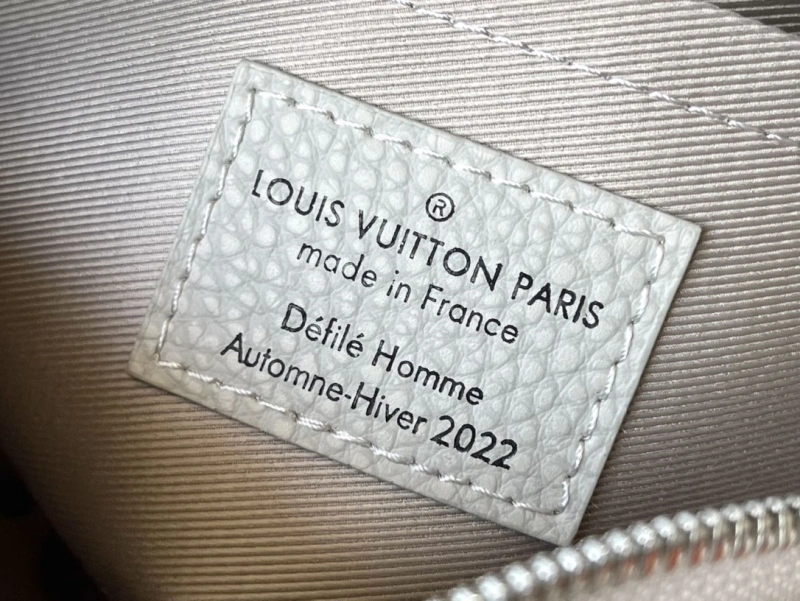 ®
LOUIS VUITTON PARIS
made in France
Défilé Homme
Automne-Hiver 2022